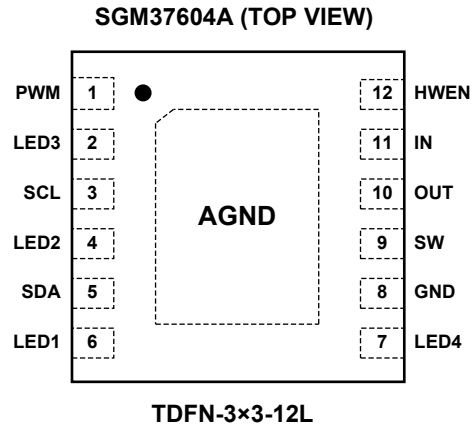 SGM37604A (TOP VIEW)
PWM 1 12 HWEN
LED3 2 11 IN
SCL 3 10 OUT
AGND
LED2 4 9 SW
SDA 5 8 GND
LED1 6 7 LED4
TDFN-3×3-12L